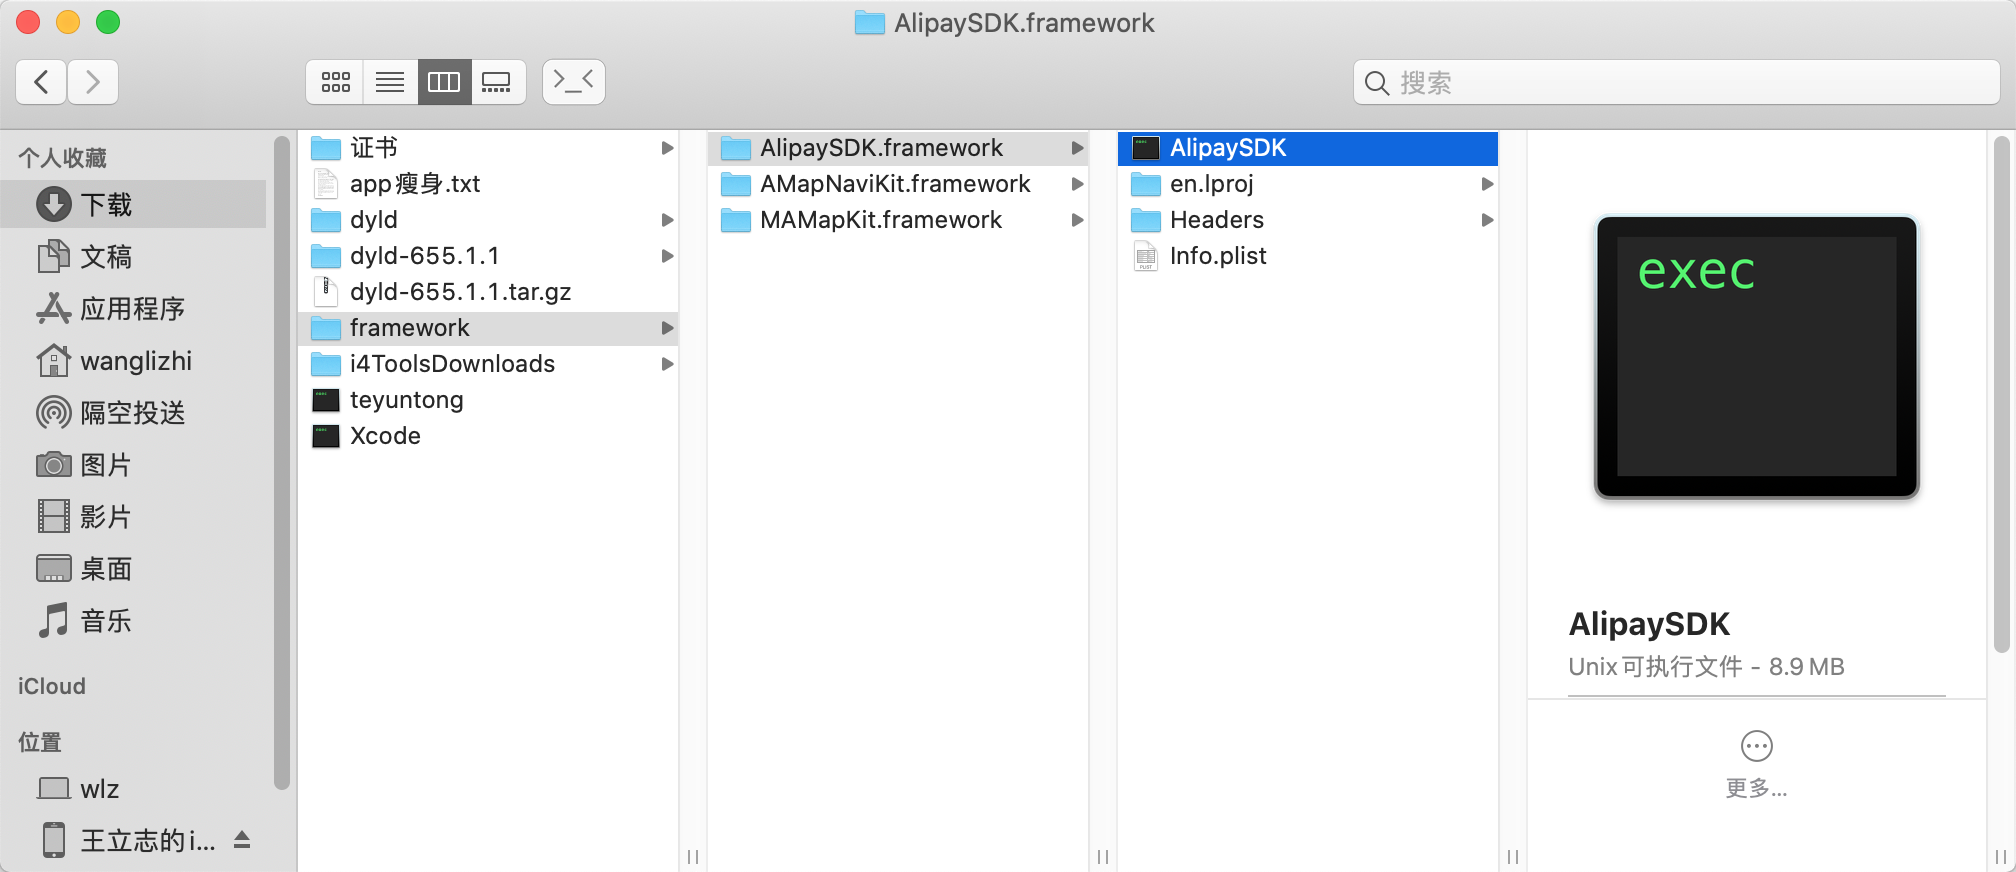 AlipaySDK.framework
搜索
个人收藏
下载
文稿
应用程序
wanglizhi
隔空投送
图片
影片
桌面
音乐
iCloud
位置
wlz
王立志的 i...
证书
app瘦身.txt
dyld
dyld-655.1.1
dyld-655.1.1.tar.gz
framework
i4ToolsDownloads
teyuntong
Xcode
AlipaySDK.framework
AMapNaviKit.framework
MAMapKit.framework
AlipaySDK
en.lproj
Headers
Info.plist
exec
AlipaySDK
Unix可执行文件 - 8.9 MB
更多...